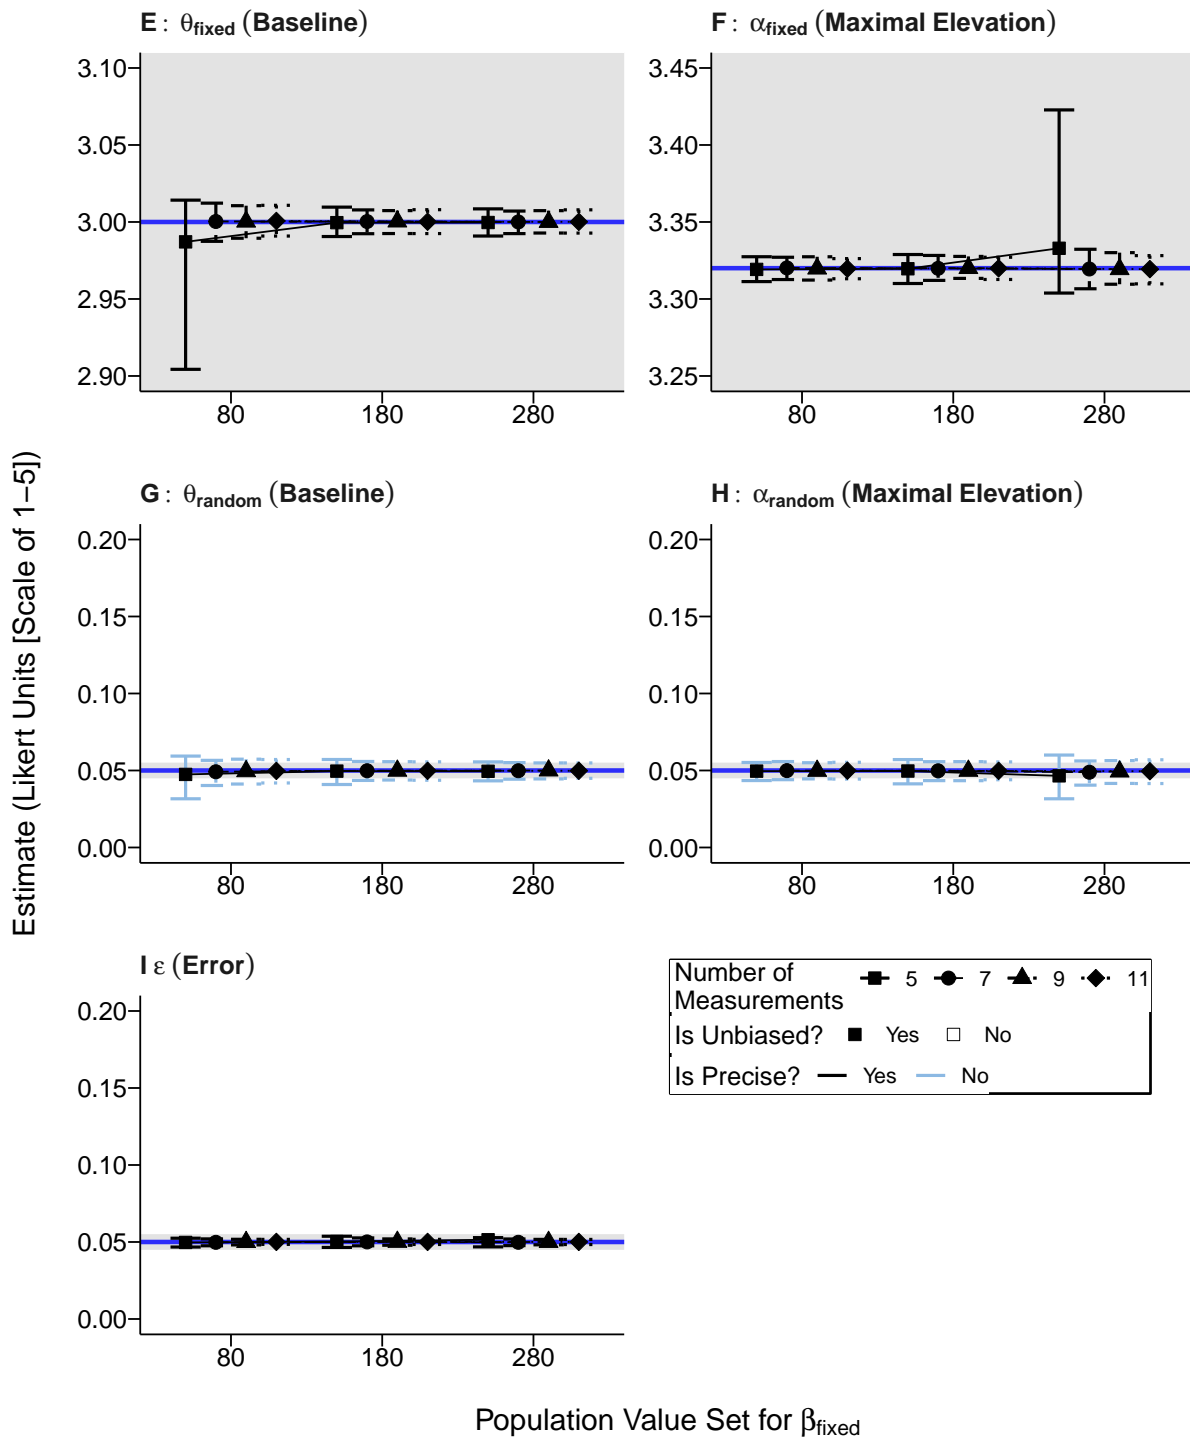 E : θfixed (Baseline)
3.10
3.05
3.00
2.95
2.90
80 180 280
F : αfixed (Maximal Elevation)
3.45
3.40
3.35
3.30
3.25
80 180 280
Estimate (Likert Units [Scale of 1–5])
G : θrandom (Baseline)
0.20
0.15
0.10
0.05
0.00
80 180 280
H : αrandom (Maximal Elevation)
0.20
0.15
0.10
0.05
0.00
80 180 280
I ε (Error)
0.20
0.15
0.10
0.05
0.00
80 180 280
Number of
Measurements 5 7 9 11
Is Unbiased? Yes No
Is Precise? Yes No
Population Value Set for βfixed